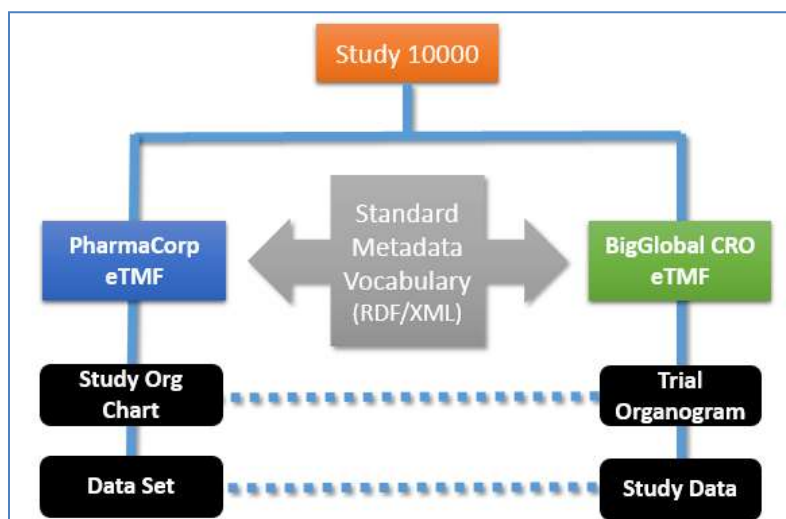 Study 10000
PharmaCorp
eTMF
Standard
Metadata
Vocabulary
(RDF/XML)
BigGlobal CRO
eTMF
Study Org
Chart
Trial
Organogram
Data Set
Study Data